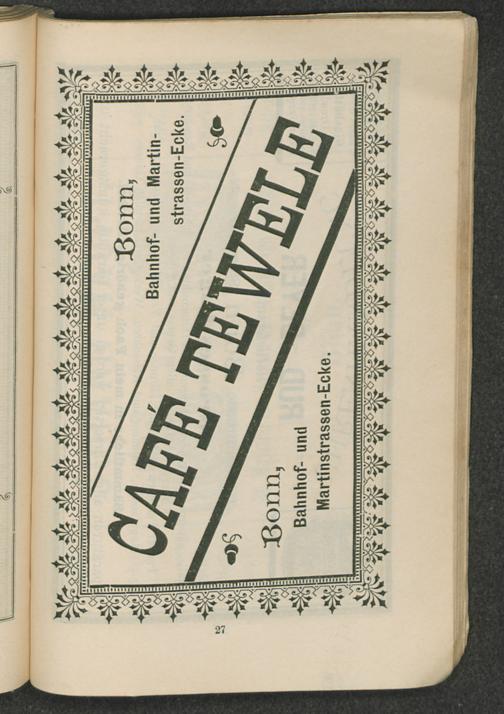 Bonn,
Bahnhof- und Martin-
strassen-Ecke.
CAFÉ TEWELE
Bonn,
Bahnhof- und
Martinstrassen-Ecke.
27